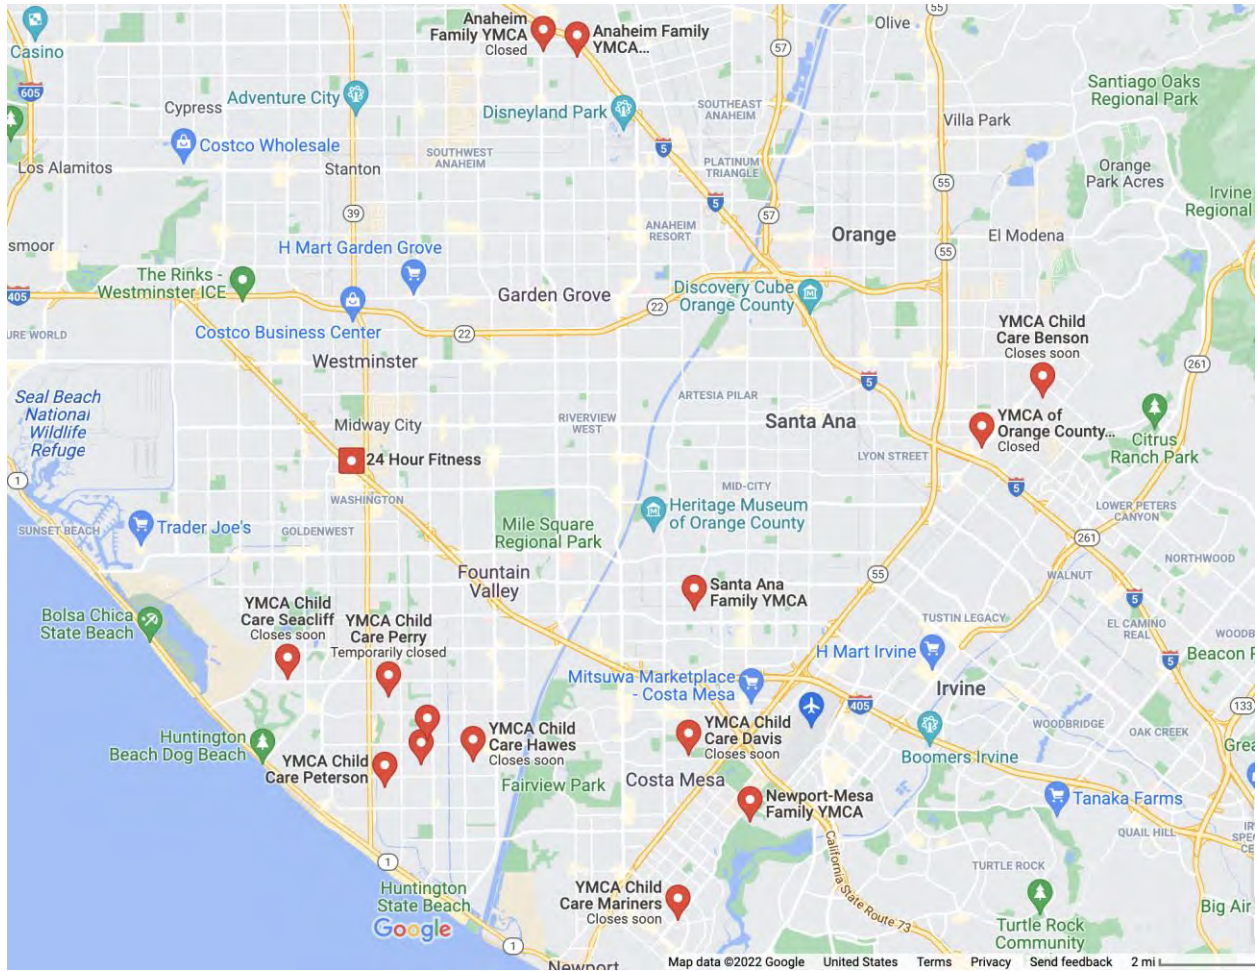 Anaheim
Family YMCA
Closed
Anaheim Family
YMCA...
Olive
55
57
Casino
605
Cypress
Adventure City
Disneyland Park
SOUTHEAST
ANAHEIM
Santiago Oaks
Regional Park
Villa Park
Costco Wholesale
Los Alamitos
Stanton
SOUTHWEST
ANAHEIM
5
PLATINUM
TRIANGLE
55
Orange
Park Acres
Irvine
Regional
39
5
57
ANAHEIM
RESORT
Orange
El Modena
smoor
H Mart Garden Grove
55
The Rinks -
Westminster ICE
405
Garden Grove
Discovery Cube
Orange County
22
Costco Business Center
22
URE WORLD
YMCA Child
Care Benson
Closes soon
Westminster
261
5
Seal Beach
National
Wildlife
Refuge
ARTESIA PILAR
Santa Ana
YMCA of
Orange County...
Closed
Midway City
RIVERVIEW
WEST
Citrus
Ranch Park
24 Hour Fitness
LYON STREET
1
WASHINGTON
MID-CITY
5
LOWER PETERS
CANYON
SUNSET BEACH
Trader Joe's
GOLDENWEST
Mile Square
Regional Park
Heritage Museum
of Orange County
261
NORTHWOOD
Fountain
Valley
55
WALNUT
Santa Ana
Family YMCA
5
Bolsa Chica
State Beach
YMCA Child
Care Seacliff
Closes soon
YMCA Child
Care Perry
Temporarily closed
TUSTIN LEGACY
EL CAMINO
REAL
WOODB
H Mart Irvine
Beacon P
5
Mitsuwa Marketplace
- Costa Mesa
Irvine
405
133
Huntington
Beach Dog Beach
YMCA Child
Care Hawes
Closes soon
YMCA Child
Care Davis
Closes soon
WOODBRIDGE
OAK CREEK
Grea
YMCA Child
Care Peterson
Boomers Irvine
Fairview Park
Costa Mesa
Newport-Mesa
Family YMCA
Tanaka Farms
QUAIL HILL
IR
SPE
CE
California State Route 73
1
TURTLE ROCK
Huntington
State Beach
YMCA Child
Care Mariners
Closes soon
Big Air
Google
Turtle Rock
Community
1
Newport
Map data ©2022 Google United States Terms Privacy Send feedback 2 mi